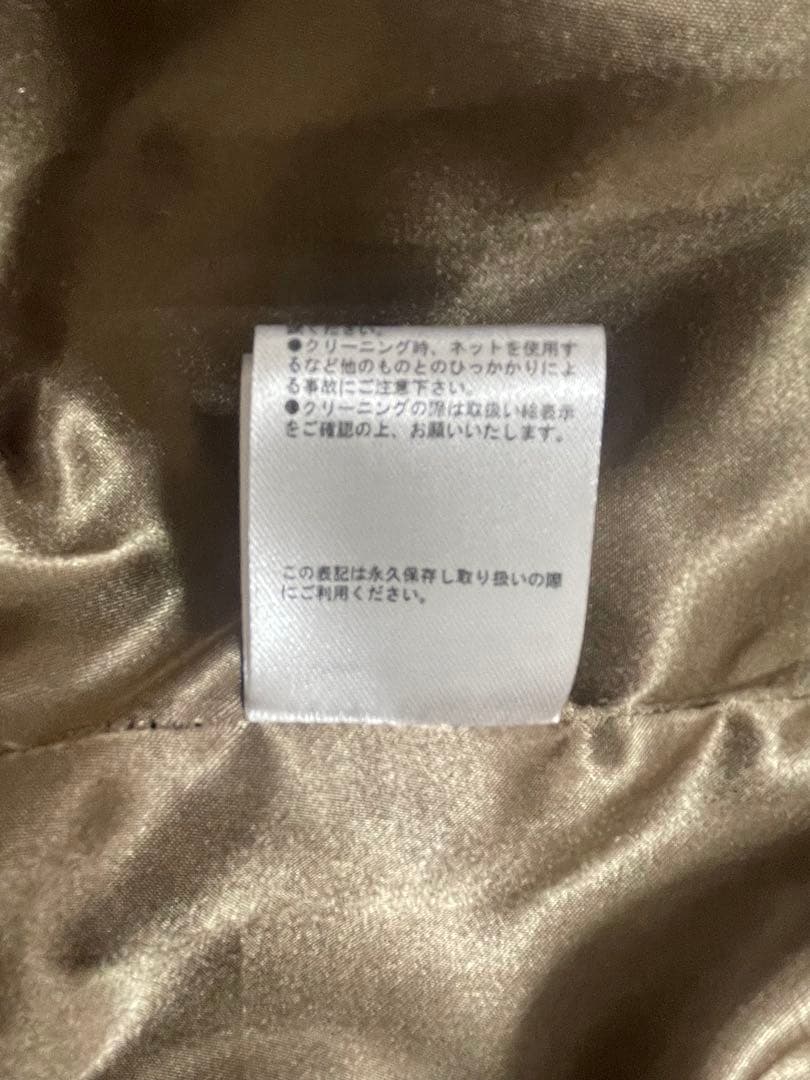 ください。
●クリーニング時、ネットを使用す
るなど他のものとのひっかかりによ
る事故にご注意下さい。
●クリーニングの際は取扱い絵表示
をご確認の上、お願いいたします。
この表記は永久保存し取り扱いの際
にご利用ください。